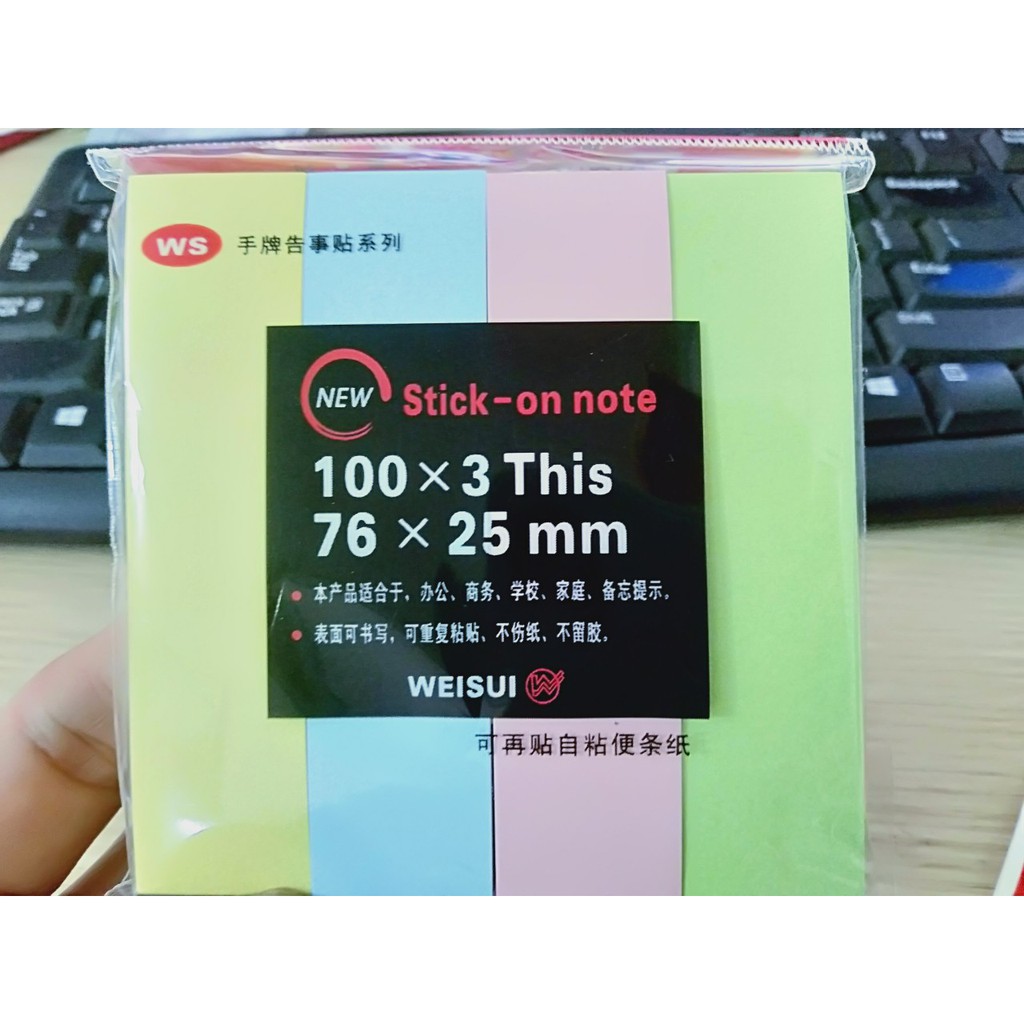 WS 手牌告事贴系列
NEW Stick-on note
100×3 This
76×25 mm
本产品适合于，办公、商务、学校、家庭、备忘提示。
表面可书写，可重复粘贴、不伤纸、不留胶。
WEISUI
可再贴自粘便条纸
Backspace
Enter
Shift